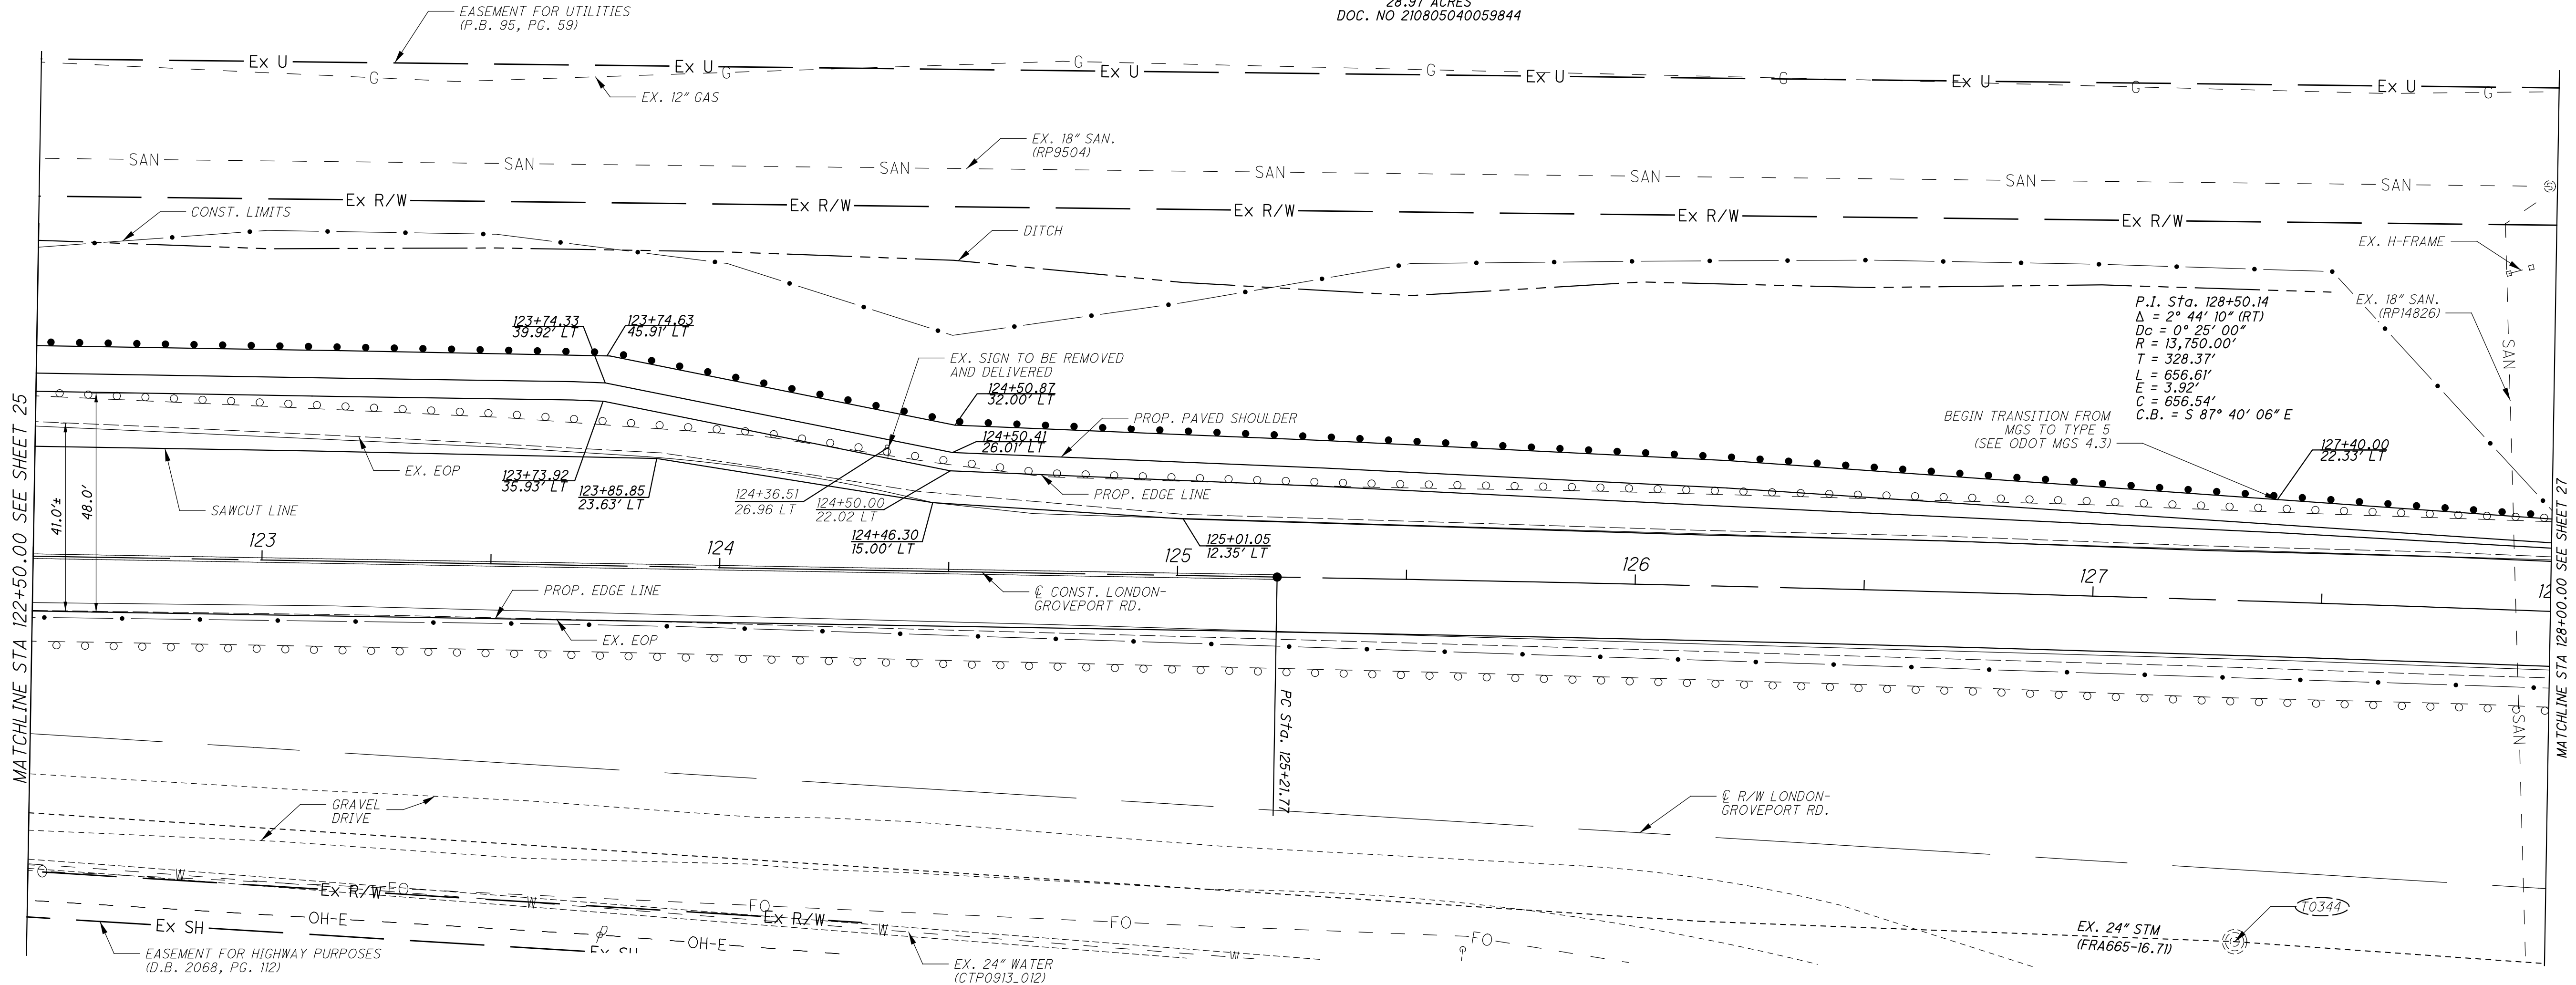 28.97 ACRES
DOC. NO 210805040059844
EASEMENT FOR UTILITIES
(P.B. 95, PG. 59)
Ex U
Ex U
Ex U
Ex U
Ex U
Ex U
G
G
G
G
G
G
G
EX. 12" GAS
EX. 18" SAN.
(RP9504)
SAN
SAN
SAN
SAN
SAN
SAN
SAN
S
Ex R/W
Ex R/W
Ex R/W
Ex R/W
Ex R/W
CONST. LIMITS
DITCH
EX. H-FRAME
P.I. Sta. 128+50.14
Δ = 2° 44' 10" (RT)
Dc = 0° 25' 00"
R = 13,750.00'
T = 328.37'
L = 656.61'
E = 3.92'
C = 656.54'
C.B. = S 87° 40' 06" E
EX. 18" SAN.
(RP14826)
SAN
123+74.33
39.92' LT
123+74.63
45.91' LT
EX. SIGN TO BE REMOVED
AND DELIVERED
124+50.87
32.00' LT
PROP. PAVED SHOULDER
124+50.41
26.01' LT
BEGIN TRANSITION FROM
MGS TO TYPE 5
(SEE ODOT MGS 4.3)
127+40.00
22.33' LT
MATCHLINE STA 122+50.00 SEE SHEET 25
41.0'±
48.0'
EX. EOP
SAWCUT LINE
123+73.92
35.93' LT
123+85.85
23.63' LT
124+36.51
26.96 LT
124+50.00
22.02 LT
PROP. EDGE LINE
124+46.30
15.00' LT
125+01.05
12.35' LT
MATCHLINE STA 128+00.00 SEE SHEET 27
123
124
125
126
127
12
PROP. EDGE LINE
EX. EOP
℄ CONST. LONDON-
GROVEPORT RD.
PC Sta. 125+21.77
SAN
GRAVEL
DRIVE
℄ R/W LONDON-
GROVEPORT RD.
Ex R/W
Ex R/W
W
W
W
W
FO
FO
FO
FO
OH-E
OH-E
Ex SH
Ex SH
EASEMENT FOR HIGHWAY PURPOSES
(D.B. 2068, PG. 112)
EX. 24" WATER
(CTP0913_012)
EX. 24" STM
(FRA665-16.71)
T0344